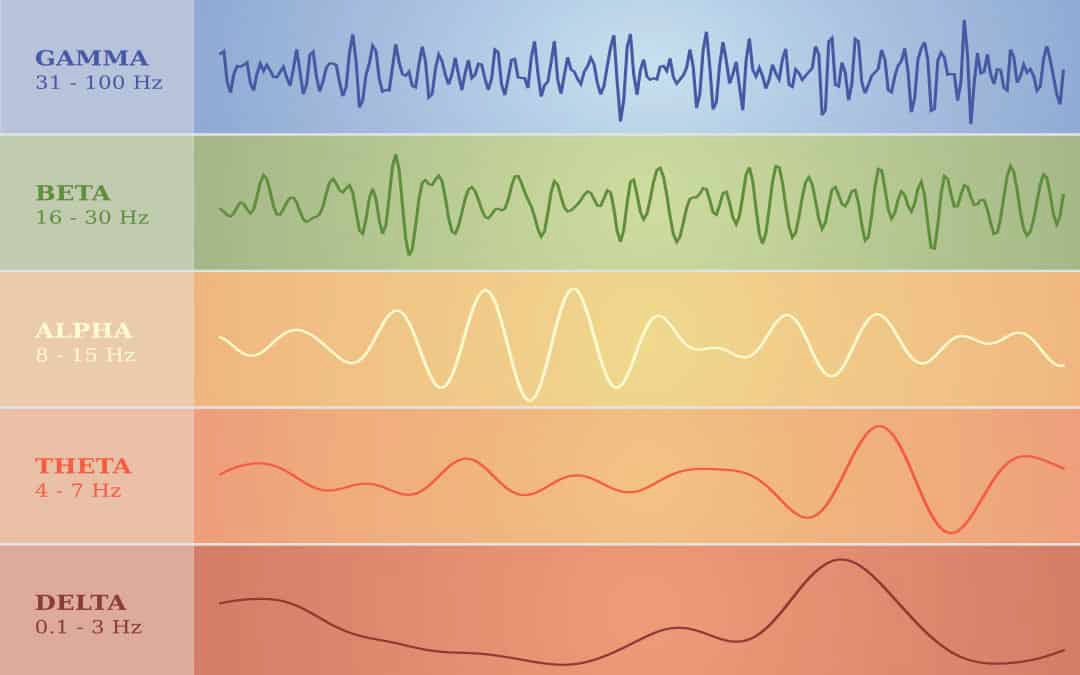 GAMMA
31 - 100 Hz
BETA
16 - 30 Hz
ALPHA
8 - 15 Hz
THETA
4 - 7 Hz
DELTA
0.1 - 3 Hz